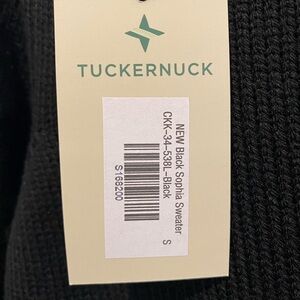 TUCKERNUCK
NEW Black Sophia Sweater S
CKK-34-538L-Black
S168200